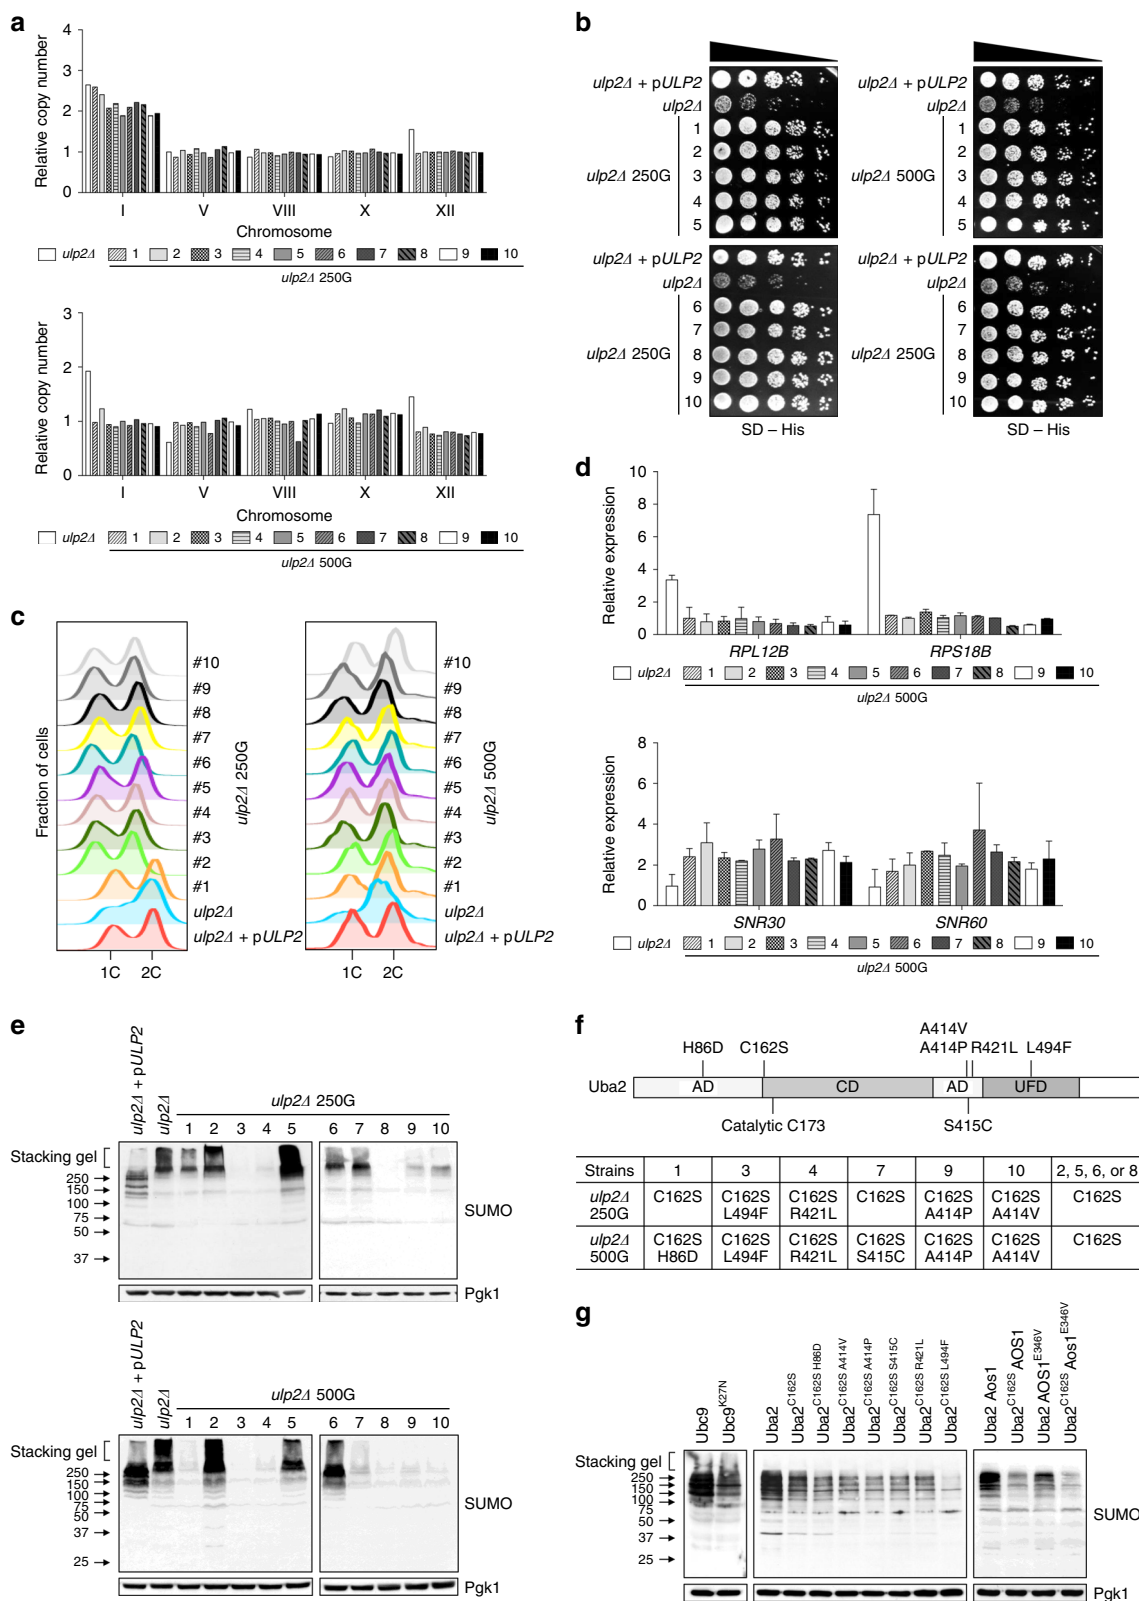 a
Relative copy number
4
3
2
1
0
I V VIII X XII
Chromosome
ulp2Δ 1 2 3 4 5 6 7 8 9 10
ulp2Δ 250G
Relative copy number
3
2
1
0
I V VIII X XII
Chromosome
ulp2Δ 1 2 3 4 5 6 7 8 9 10
ulp2Δ 500G
b
ulp2Δ + pULP2
ulp2Δ
1
2
ulp2Δ 250G 3
4
5
ulp2Δ + pULP2
ulp2Δ
6
7
ulp2Δ 250G 8
9
10
SD – His
ulp2Δ + pULP2
ulp2Δ
1
2
ulp2Δ 500G 3
4
5
ulp2Δ + pULP2
ulp2Δ
6
7
ulp2Δ 250G 8
9
10
SD – His
c
Fraction of cells
#10
#9
#8
#7
#6
#5
#4
#3
#2
#1
ulp2Δ
ulp2Δ + pULP2
ulp2Δ 250G
1C 2C
#10
#9
#8
#7
#6
#5
#4
#3
#2
#1
ulp2Δ
ulp2Δ + pULP2
ulp2Δ 500G
1C 2C
d
Relative expression
10
8
6
4
2
0
RPL12B RPS18B
ulp2Δ 1 2 3 4 5 6 7 8 9 10
ulp2Δ 500G
Relative expression
8
6
4
2
0
SNR30 SNR60
ulp2Δ 1 2 3 4 5 6 7 8 9 10
ulp2Δ 500G
e
ulp2Δ + pULP2
ulp2Δ
ulp2Δ 250G
1 2 3 4 5 6 7 8 9 10
Stacking gel
250
150
100
75
50
37
SUMO
Pgk1
ulp2Δ + pULP2
ulp2Δ
ulp2Δ 500G
1 2 3 4 5 6 7 8 9 10
Stacking gel
250
150
100
75
50
37
25
SUMO
Pgk1
f
A414V
H86D C162S A414P R421L L494F
Uba2 AD CD AD UFD
Catalytic C173 S415C
Strains 1 3 4 7 9 10 2, 5, 6, or 8
ulp2Δ 250G C162S C162S L494F C162S R421L C162S C162S A414P C162S A414V C162S
ulp2Δ 500G C162S H86D C162S L494F C162S R421L C162S S415C C162S A414P C162S A414V C162S
g
Ubc9
Ubc9K27N
Uba2
Uba2C162S
Uba2C162S H86D
Uba2C162S A414V
Uba2C162S A414P
Uba2C162S S415C
Uba2C162S R421L
Uba2C162S L494F
Uba2 Aos1
Uba2C162S AOS1
Uba2 AOS1E346V
Uba2C162S Aos1E346V
Stacking gel
250
150
100
75
50
37
25
SUMO
Pgk1